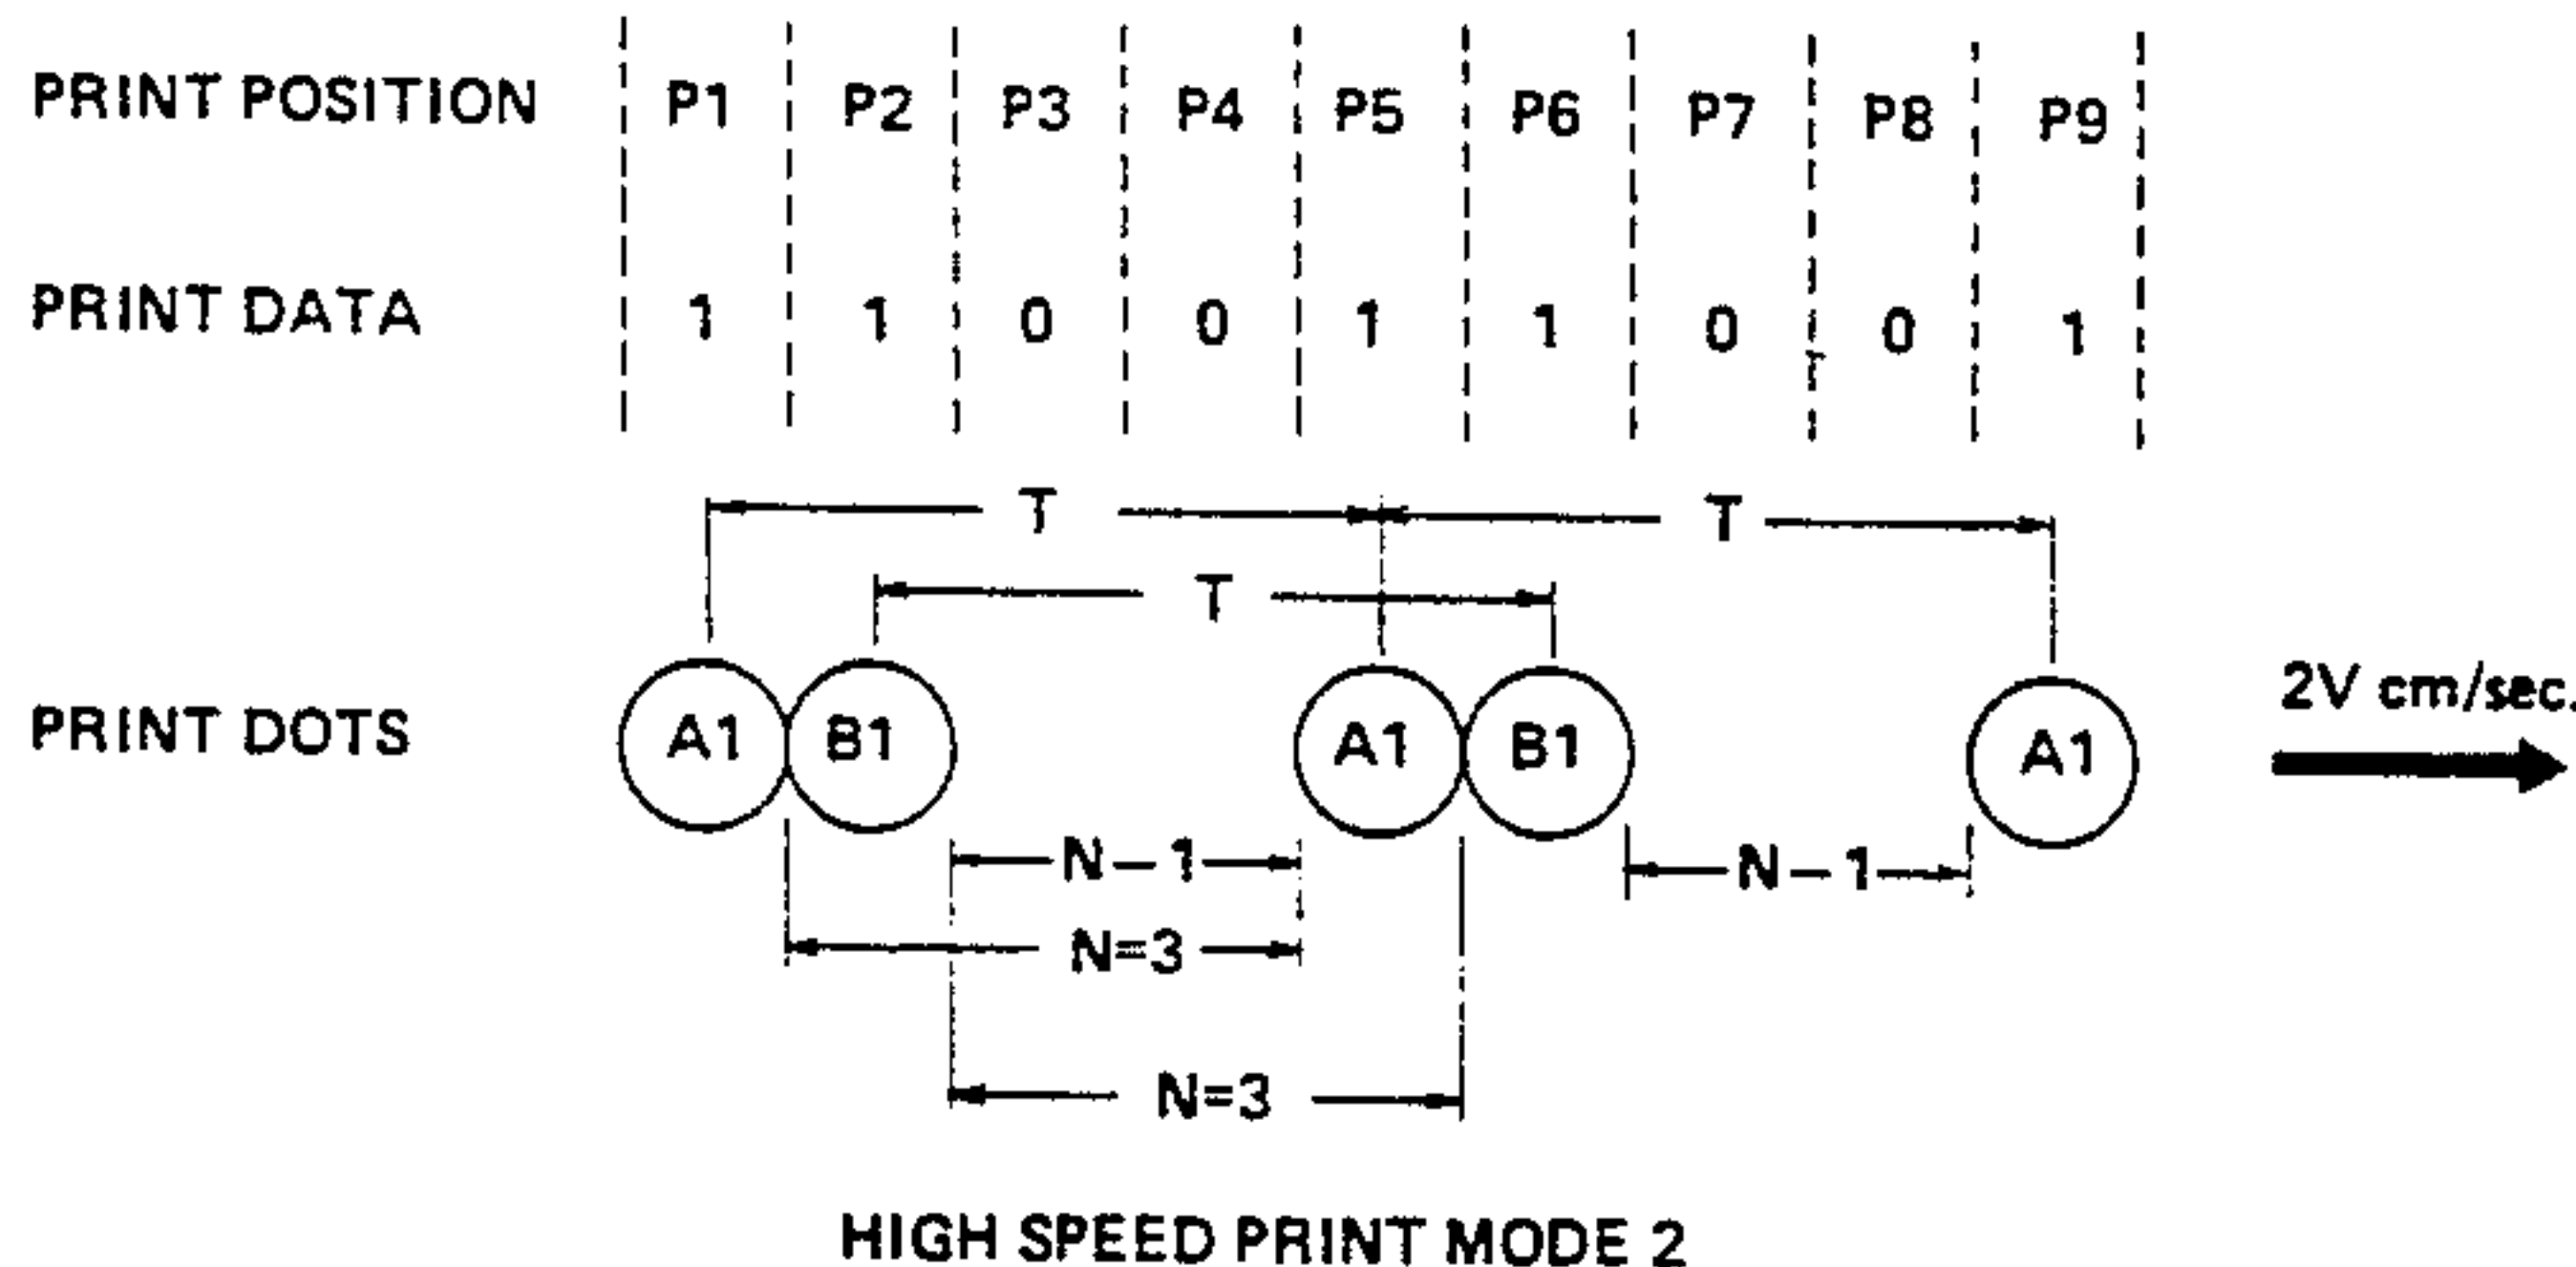 PRINT POSITION P1 P2 P3 P4 P5 P6 P7 P8 P9
PRINT DATA 1 1 0 0 1 1 0 0 1
T T
T
PRINT DOTS A1 B1 A1 B1 A1 2V cm/sec.
N-1 N-1
N=3
N=3
HIGH SPEED PRINT MODE 2